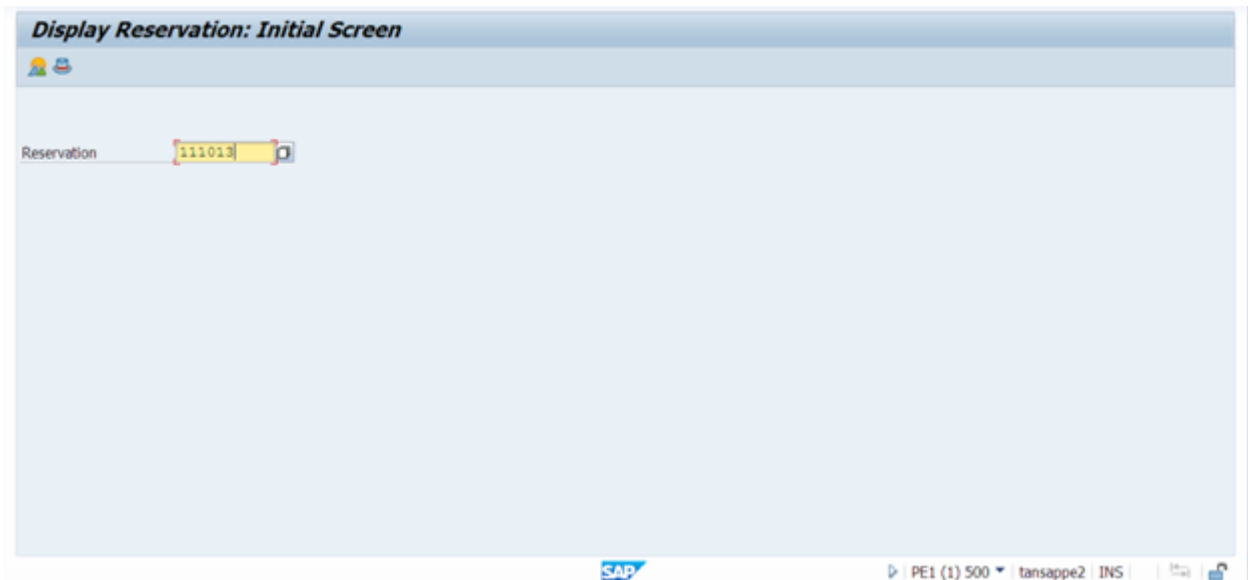 Display Reservation: Initial Screen
Reservation 111013
SAP PE1 (1) 500 tansappe2 INS